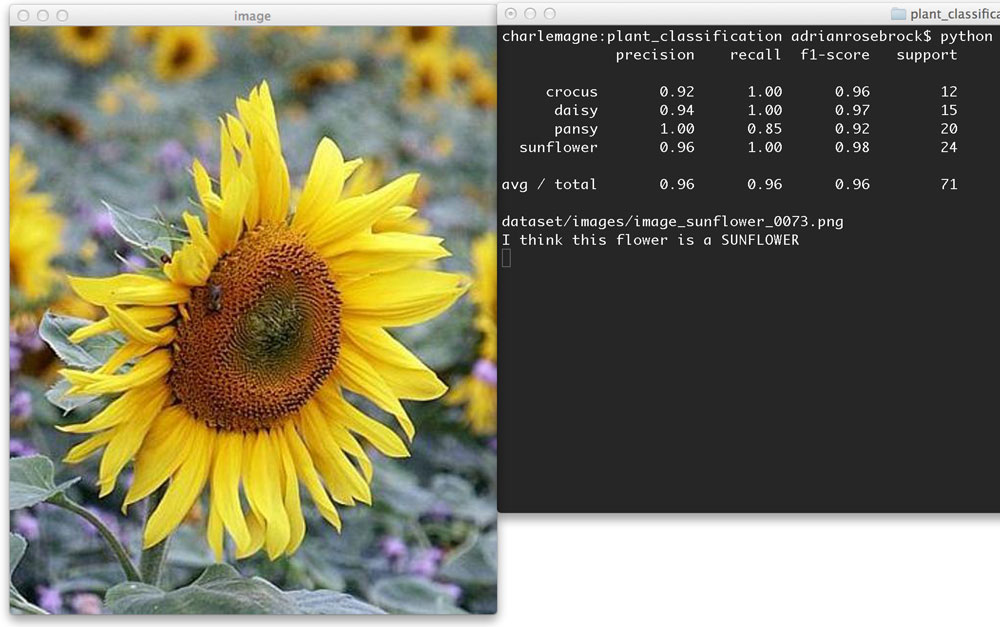 image
plant_classifica
charlemagne:plant_classification adrianrosebrock$ python
precision recall f1-score support
crocus 0.92 1.00 0.96 12
daisy 0.94 1.00 0.97 15
pansy 1.00 0.85 0.92 20
sunflower 0.96 1.00 0.98 24
avg / total 0.96 0.96 0.96 71
dataset/images/image_sunflower_0073.png
I think this flower is a SUNFLOWER